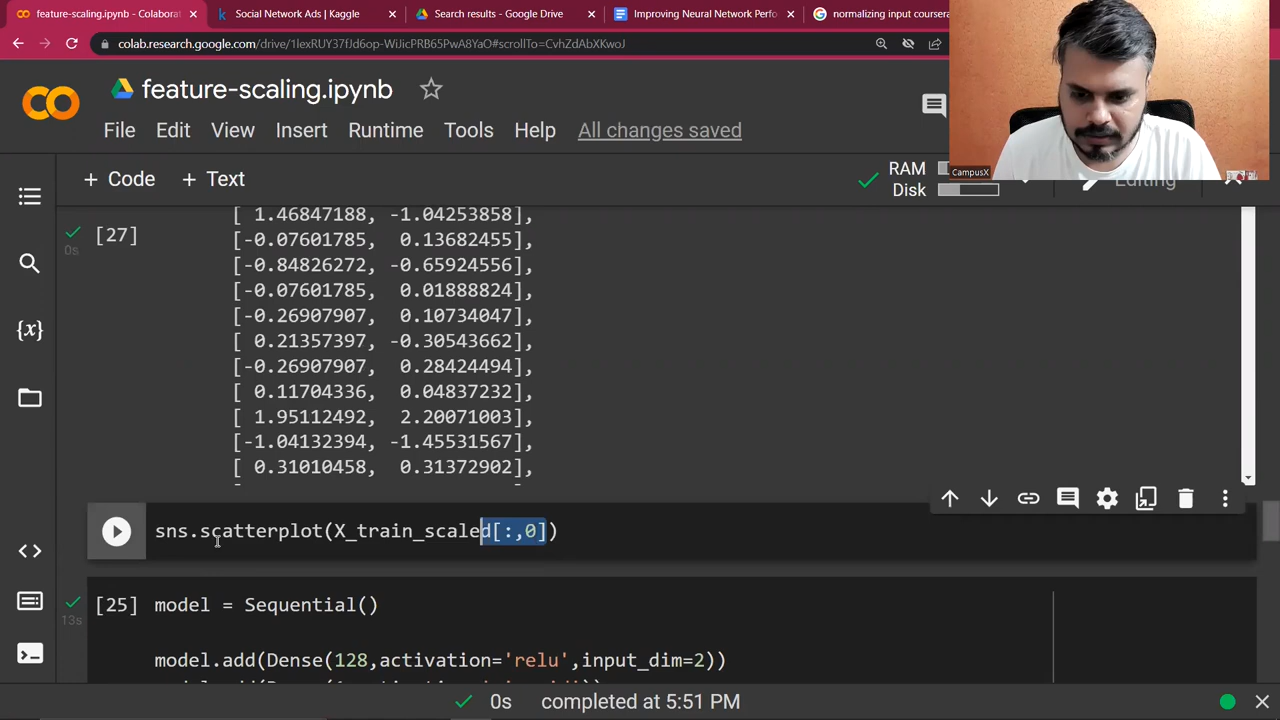 feature-scaling.ipynb - Colaborat
Social Network Ads | Kaggle
Search results - Google Drive
Improving Neural Network Perfo
normalizing input coursera
colab.research.google.com/drive/1lexRUY37fJd6op-WiJicPRB65PwA8YaO#scrollTo=CvhZdAbXKwoJ
feature-scaling.ipynb
File Edit View Insert Runtime Tools Help All changes saved
CampusX
+ Code + Text
RAM
Disk
Editing
[27]
0s
[ 1.46847188, -1.04253858],
[-0.07601785, 0.13682455],
[-0.84826272, -0.65924556],
[-0.07601785, 0.01888824],
[-0.26907907, 0.10734047],
[ 0.21357397, -0.30543662],
[-0.26907907, 0.28424494],
[ 0.11704336, 0.04837232],
[ 1.95112492, 2.20071003],
[-1.04132394, -1.45531567],
[ 0.31010458, 0.31372902],
sns.scatterplot(X_train_scaled[:,0])
[25]
13s
model = Sequential()
model.add(Dense(128,activation='relu',input_dim=2))
0s completed at 5:51 PM